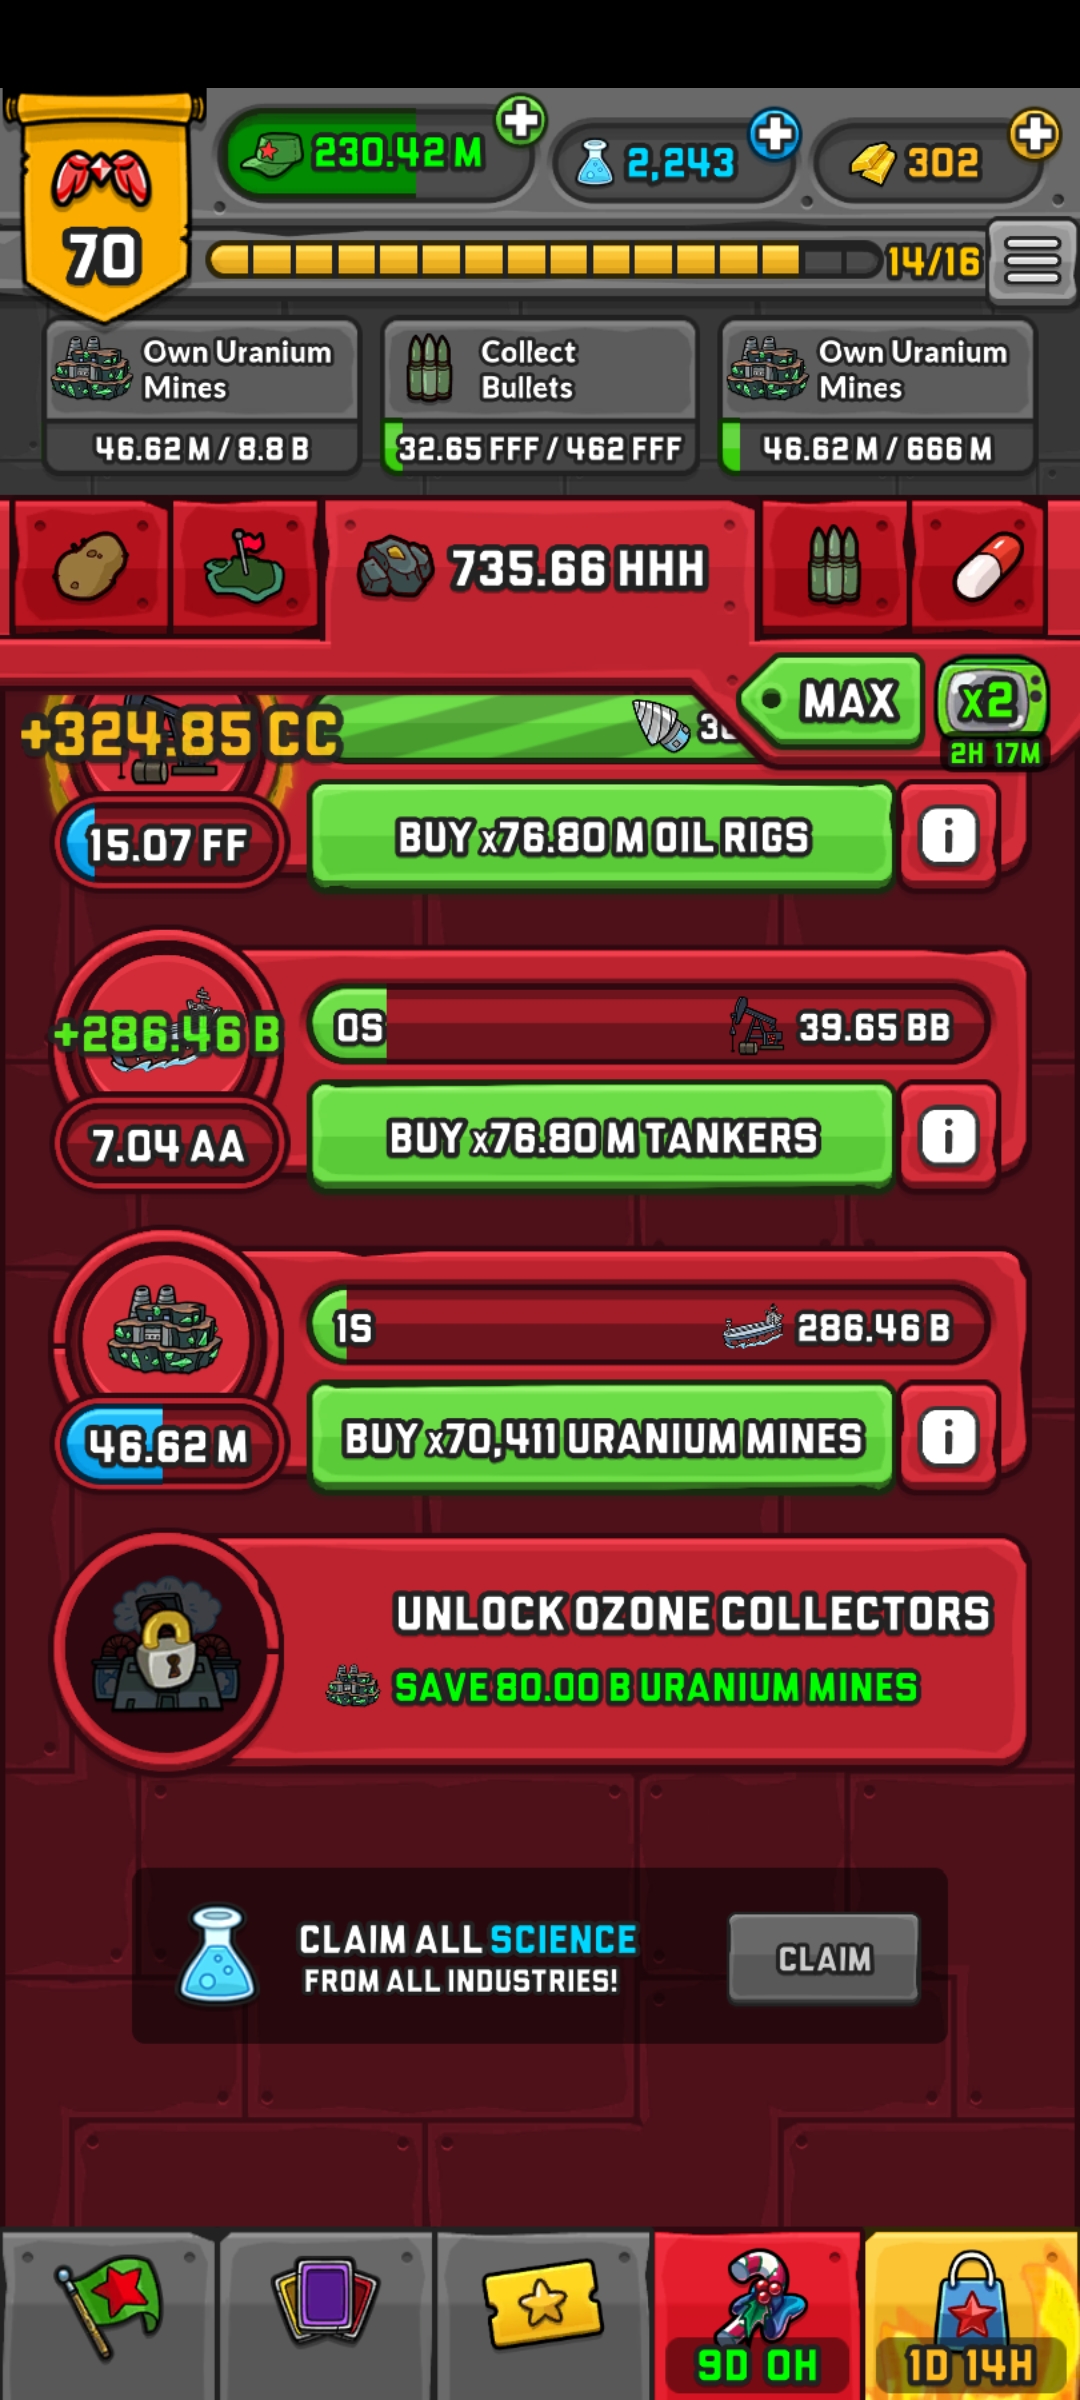 230.42 M
2,243
302
70
14/16
Own Uranium
Mines
46.62 M / 8.8 B
Collect
Bullets
32.65 FFF / 462 FFF
Own Uranium
Mines
46.62 M / 666 M
735.66 HHH
MAX
x2
2H 17M
+324.85 CC
15.07 FF
BUY x76.80 M OIL RIGS
i
+286.46 B
0S
39.65 BB
7.04 AA
BUY x76.80 M TANKERS
i
1S
286.46 B
46.62 M
BUY x70,411 URANIUM MINES
i
UNLOCK OZONE COLLECTORS
SAVE 80.00 B URANIUM MINES
CLAIM ALL SCIENCE
FROM ALL INDUSTRIES!
CLAIM
9D 0H
1D 14H